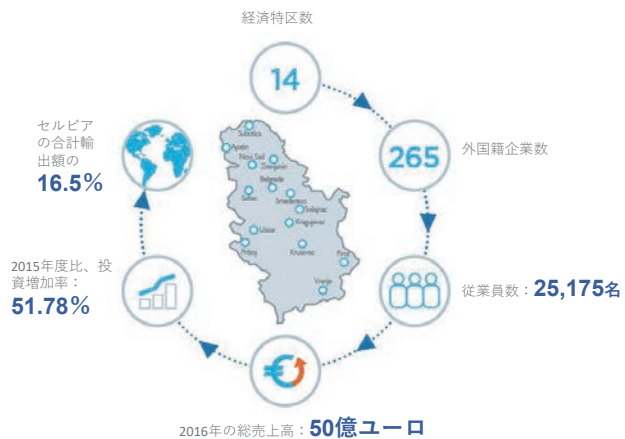 経済特区数
14
265
外国籍企業数
従業員数：25,175名
2016年の総売上高：50億ユーロ
2015年度比、投
資増加率：
51.78%
セルビア
の合計輸
出額の
16.5%
Subotica
Apatin
Novi Sad
Zrenjanin
Belgrade
Šabac
Smederevo
Svilajnac
Kragujevac
Užice
Priboj
Kruševac
Pirot
Vranje